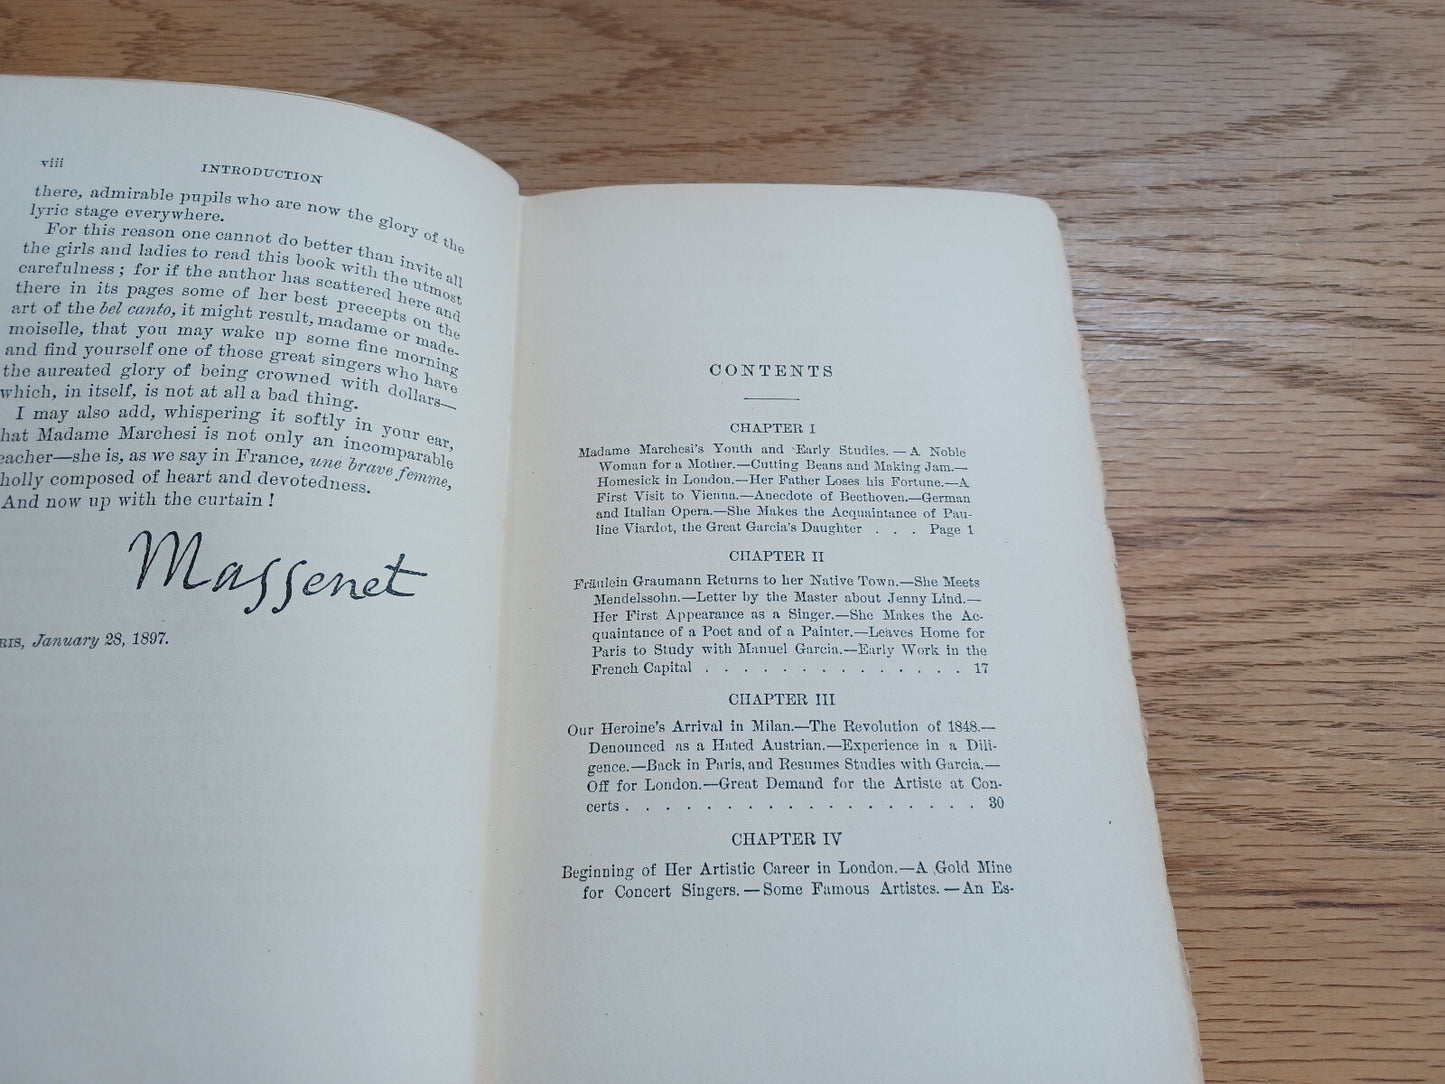 viii
INTRODUCTION
there, admirable pupils who are now the glory of the
lyric stage everywhere.
For this reason one cannot do better than invite all
the girls and ladies to read this book with the utmost
carefulness; for if the author has scattered here and
there in its pages some of her best precepts on the
art of the bel canto, it might result, madame or made-
moiselle, that you may wake up some fine morning
and find yourself one of those great singers who have
the aureated glory of being crowned with dollars—
which, in itself, is not at all a bad thing.
I may also add, whispering it softly in your ear,
hat Madame Marchesi is not only an incomparable
eacher—she is, as we say in France, une brave femme,
holly composed of heart and devotedness.
And now up with the curtain!
Massenet
RIS, January 28, 1897.
CONTENTS
CHAPTER I
Madame Marchesi's Youth and Early Studies.—A Noble
Woman for a Mother.—Cutting Beans and Making Jam.—
Homesick in London.—Her Father Loses his Fortune.—A
First Visit to Vienna.—Anecdote of Beethoven.—German
and Italian Opera.—She Makes the Acquaintance of Pau-
line Viardot, the Great Garcia's Daughter . . . Page 1
CHAPTER II
Fräulein Graumann Returns to her Native Town.—She Meets
Mendelssohn.—Letter by the Master about Jenny Lind.—
Her First Appearance as a Singer.—She Makes the Ac-
quaintance of a Poet and of a Painter.—Leaves Home for
Paris to Study with Manuel Garcia.—Early Work in the
French Capital . . . . . . . . . . . . . . 17
CHAPTER III
Our Heroine's Arrival in Milan.—The Revolution of 1848.—
Denounced as a Hated Austrian.—Experience in a Dili-
gence.—Back in Paris, and Resumes Studies with Garcia.—
Off for London.—Great Demand for the Artiste at Con-
certs . . . . . . . . . . . . . . . . . . . 30
CHAPTER IV
Beginning of Her Artistic Career in London.—A Gold Mine
for Concert Singers.—Some Famous Artistes.—An Es-